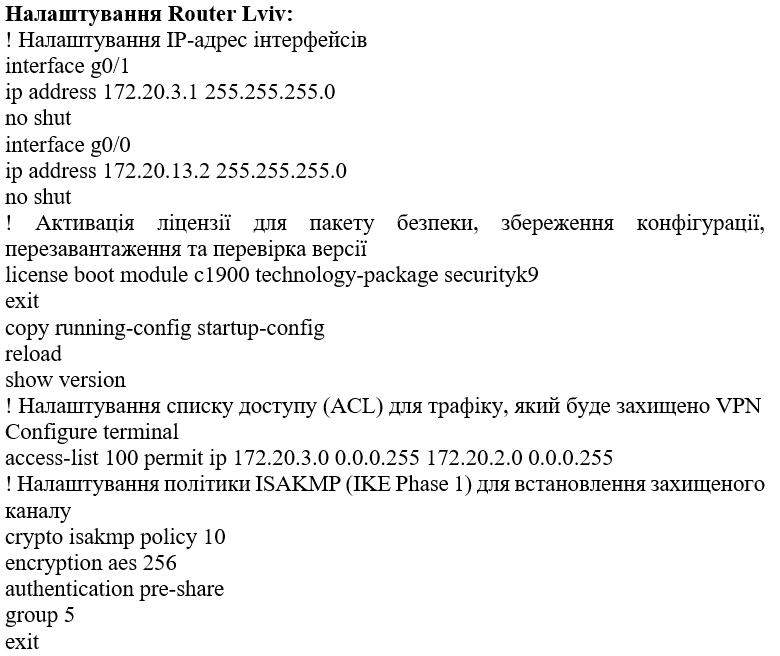 Налаштування Router Lviv:
! Налаштування IP-адрес інтерфейсів
interface g0/1
ip address 172.20.3.1 255.255.255.0
no shut
interface g0/0
ip address 172.20.13.2 255.255.255.0
no shut
! Активація ліцензії для пакету безпеки, збереження конфігурації,
перезавантаження та перевірка версії
license boot module c1900 technology-package securityk9
exit
copy running-config startup-config
reload
show version
! Налаштування списку доступу (ACL) для трафіку, який буде захищено VPN
Configure terminal
access-list 100 permit ip 172.20.3.0 0.0.0.255 172.20.2.0 0.0.0.255
! Налаштування політики ISAKMP (IKE Phase 1) для встановлення захищеного
каналу
crypto isakmp policy 10
encryption aes 256
authentication pre-share
group 5
exit